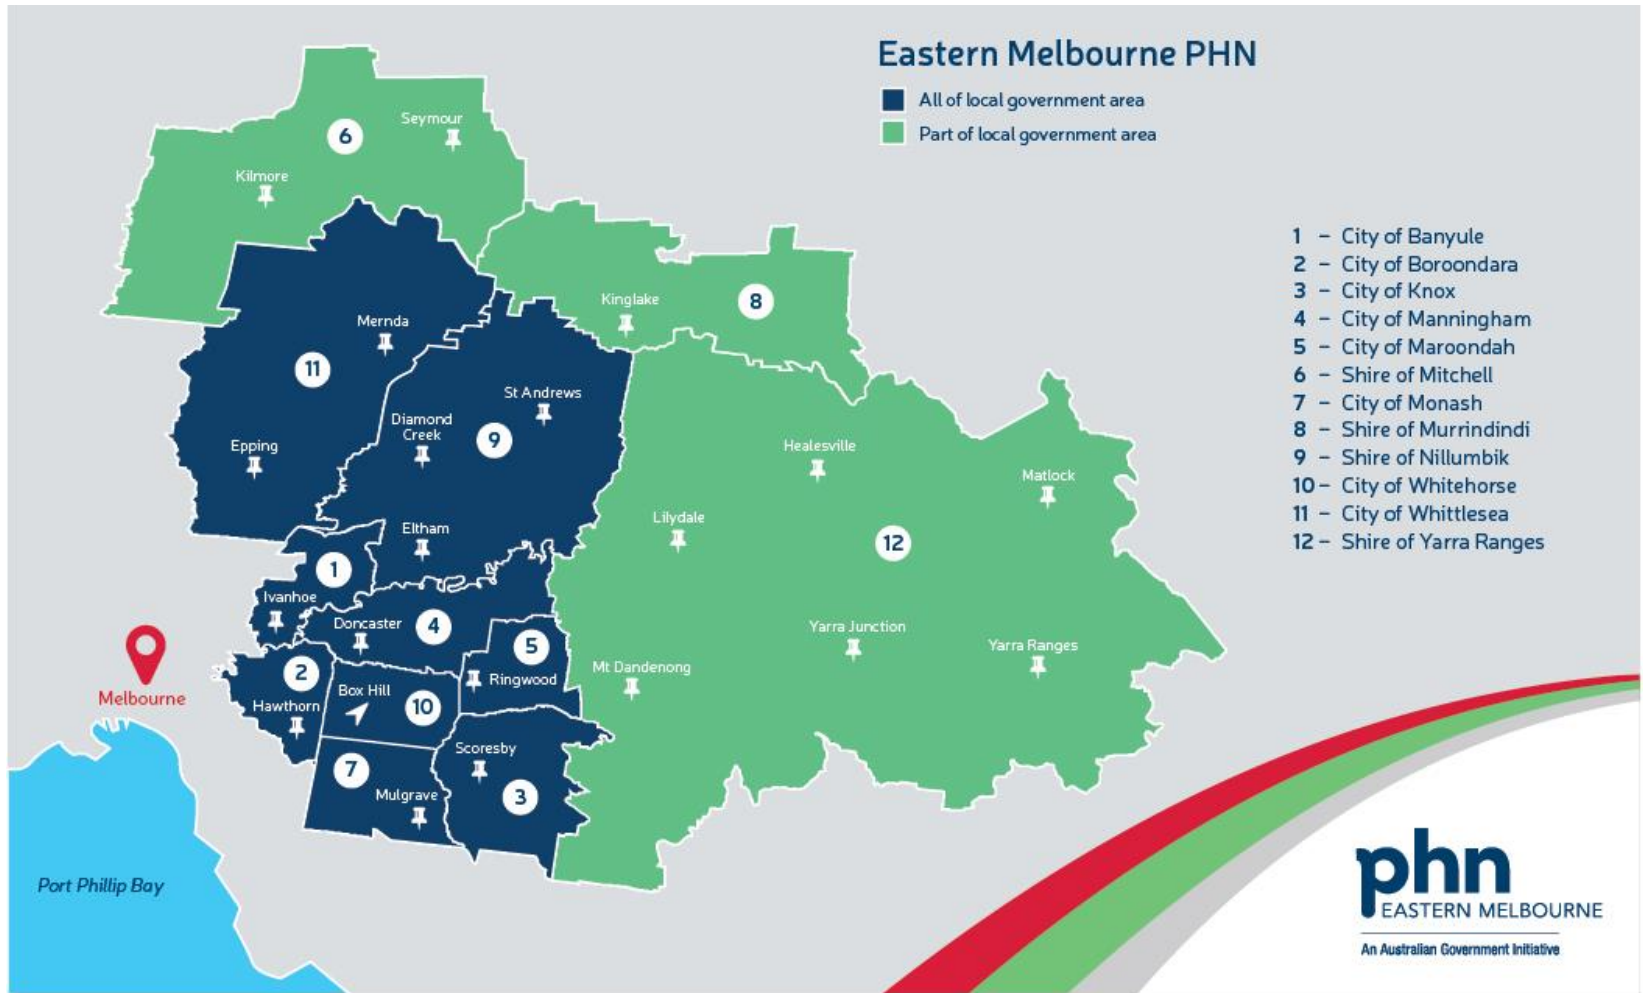 Eastern Melbourne PHN
All of local government area
Part of local government area
1 – City of Banyule
2 – City of Boroondara
3 – City of Knox
4 – City of Manningham
5 – City of Maroondah
6 – Shire of Mitchell
7 – City of Monash
8 – Shire of Murrindindi
9 – Shire of Nillumbik
10 – City of Whitehorse
11 – City of Whittlesea
12 – Shire of Yarra Ranges
Seymour
6
Kilmore
Kinglake
8
Mernda
11
St Andrews
Diamond
Creek
9
Epping
Healesville
Matlock
Lilydale
Eltham
12
1
Ivanhoe
Doncaster
4
Yarra Junction
Yarra Ranges
5
Mt Dandenong
2
Ringwood
Box Hill
Melbourne
Hawthorn
10
Scoresby
7
Mulgrave
3
Port Phillip Bay
phn
EASTERN MELBOURNE
An Australian Government Initiative